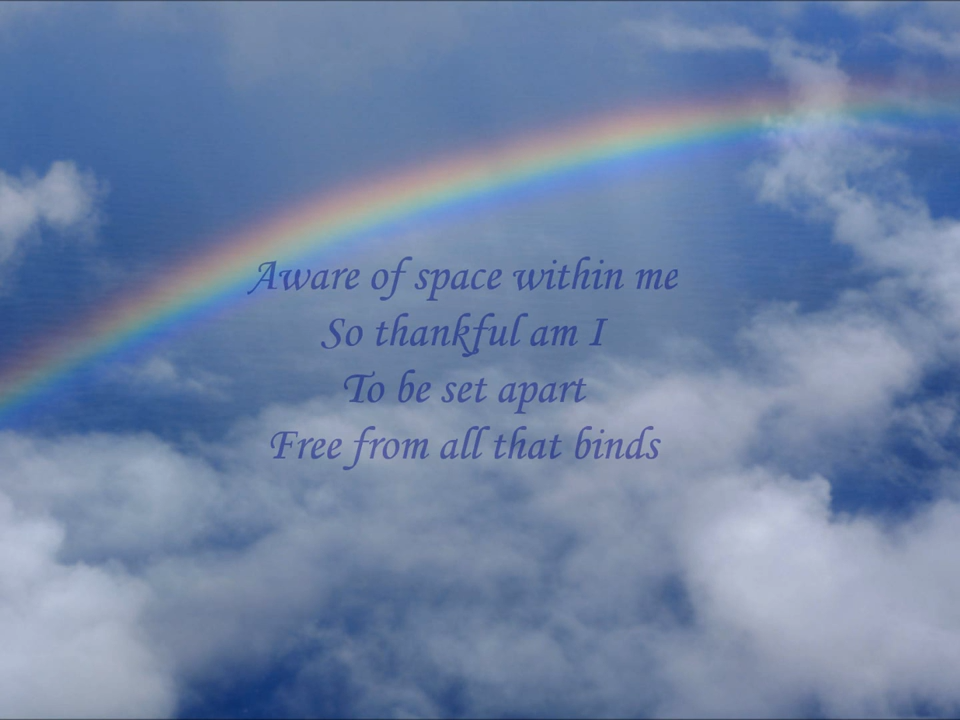 Aware of space within me
So thankful am I
To be set apart
Free from all that binds